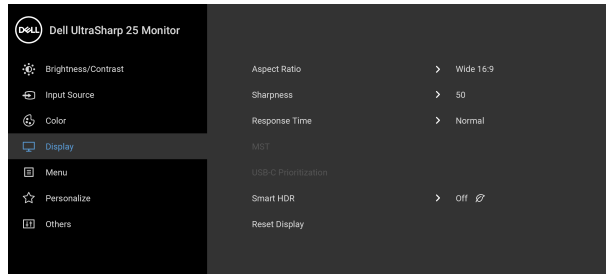 DELL Dell UltraSharp 25 Monitor
Brightness/Contrast
Input Source
Color
Display
Menu
Personalize
Others
Aspect Ratio Wide 16:9
Sharpness 50
Response Time Normal
MST
USB-C Prioritization
Smart HDR Off
Reset Display